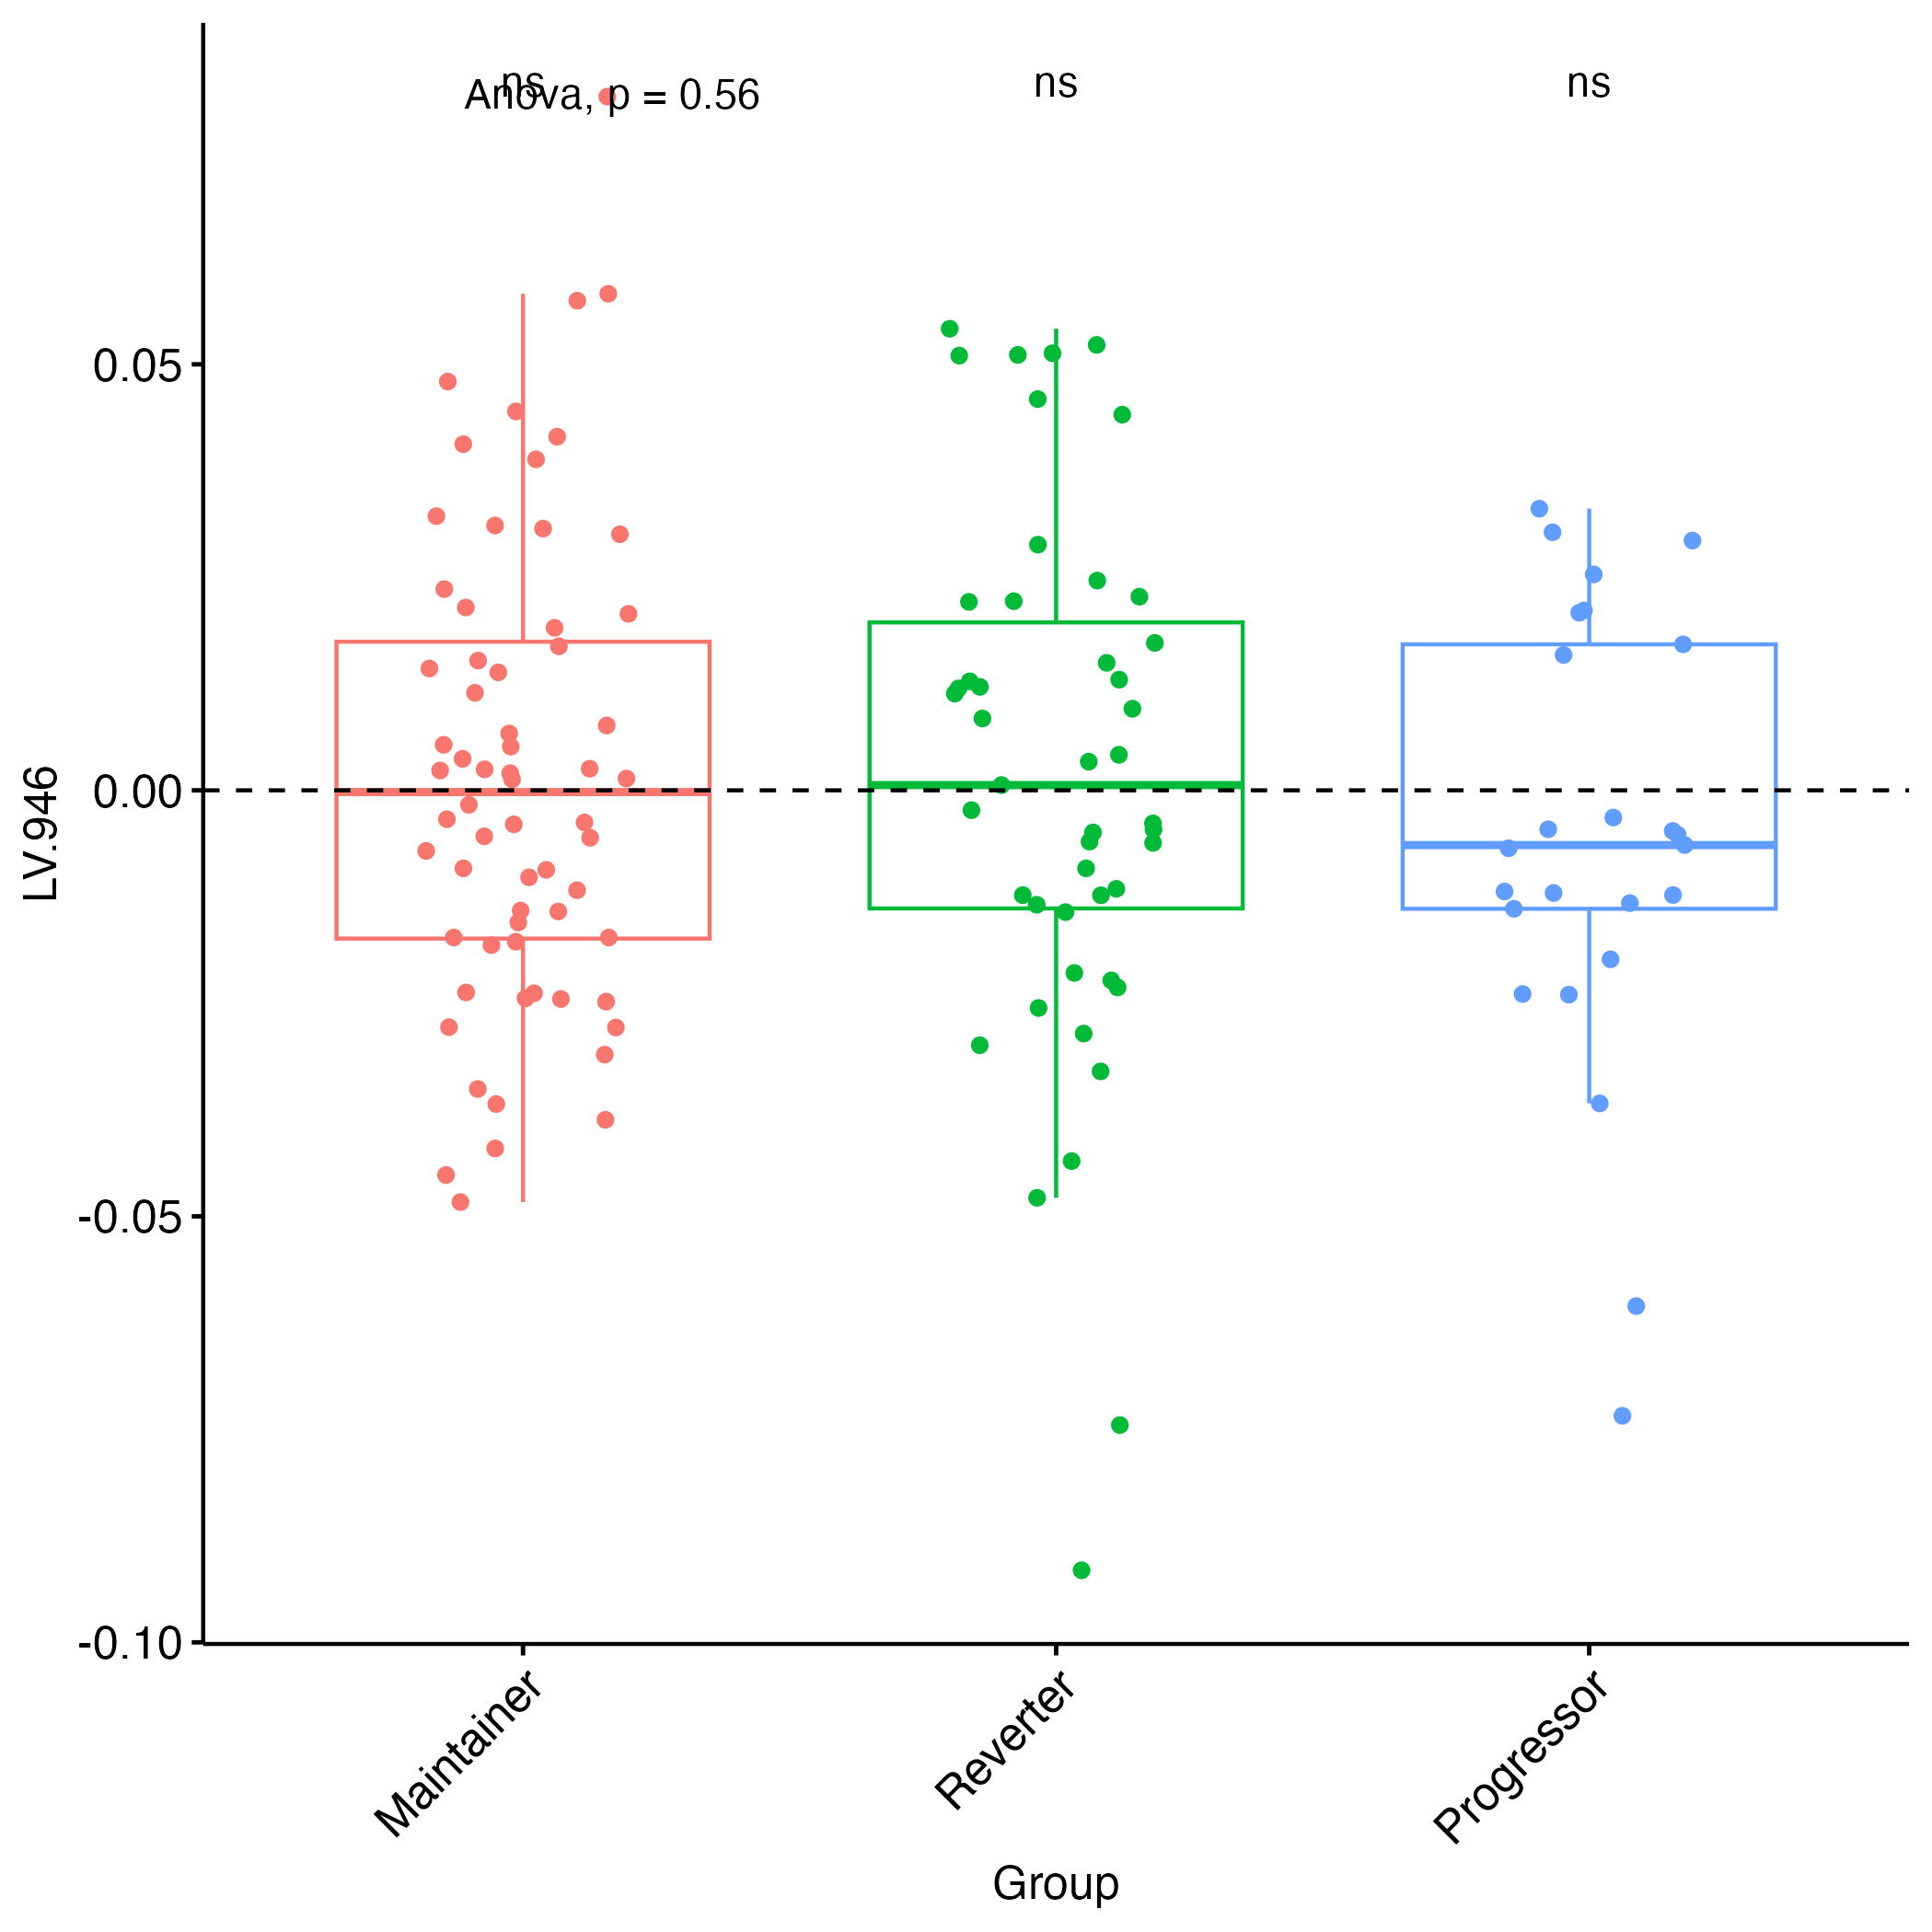 ns
ns
ns
Anova, p = 0.56
0.05
0.00
-0.05
-0.10
LV.946
Maintainer
Reverter
Progressor
Group